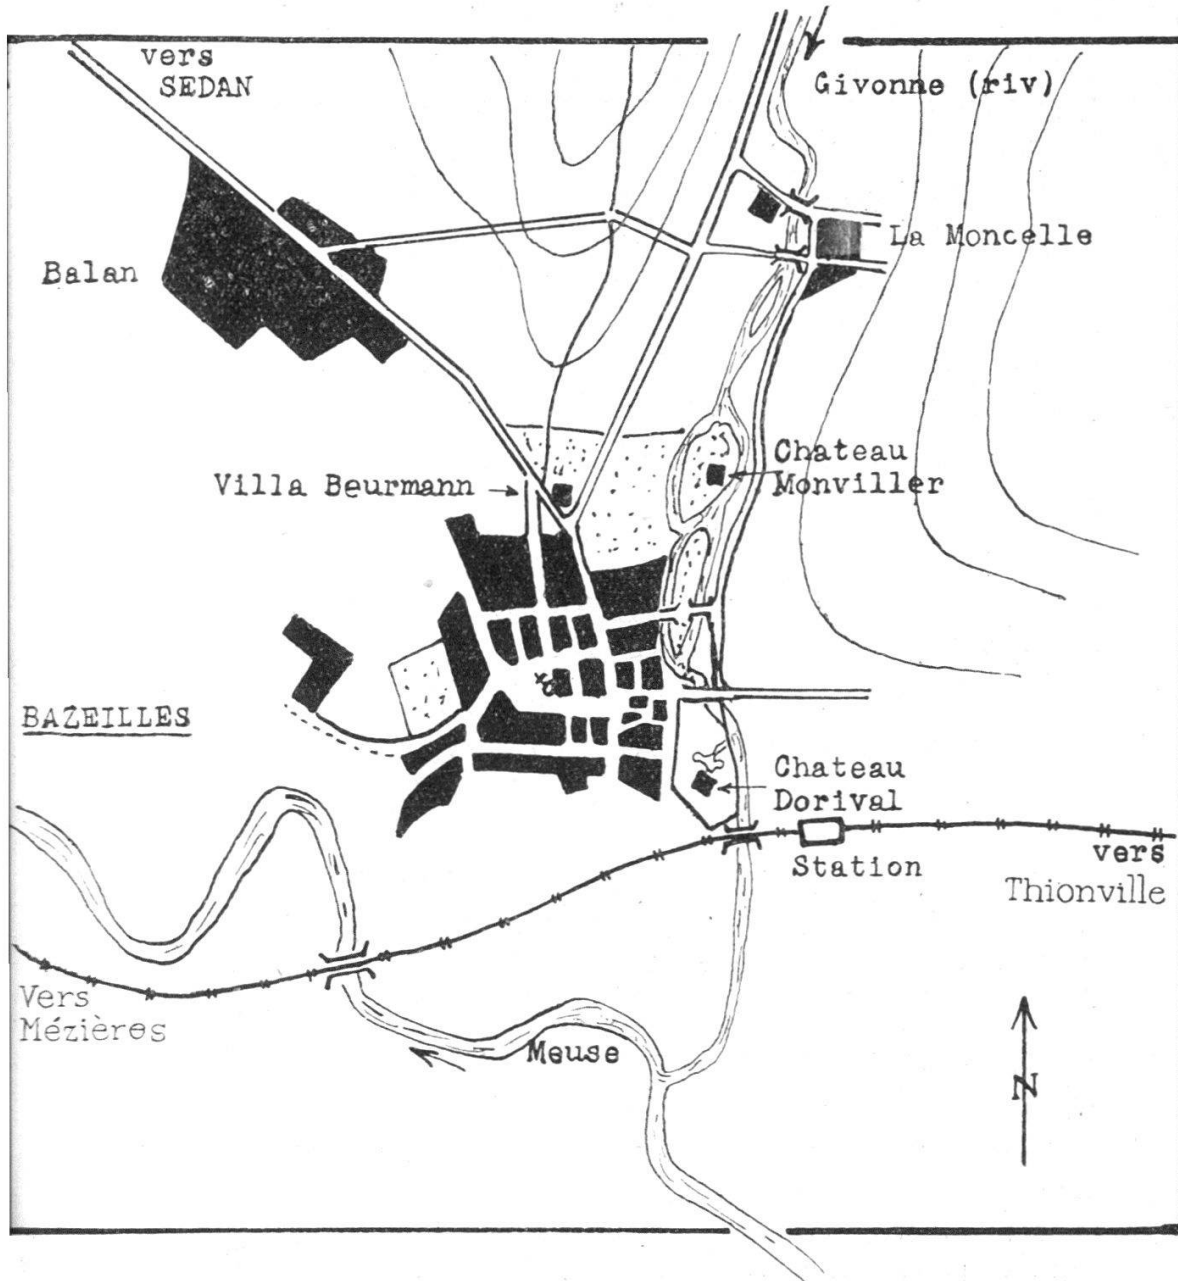 vers
SEDAN
Givonne (riv)
La Moncelle
Balan
Chateau
Monviller
Villa Beurmann
BAZEILLES
Chateau
Dorival
Station
vers
Thionville
Vers
Mézières
Meuse
N